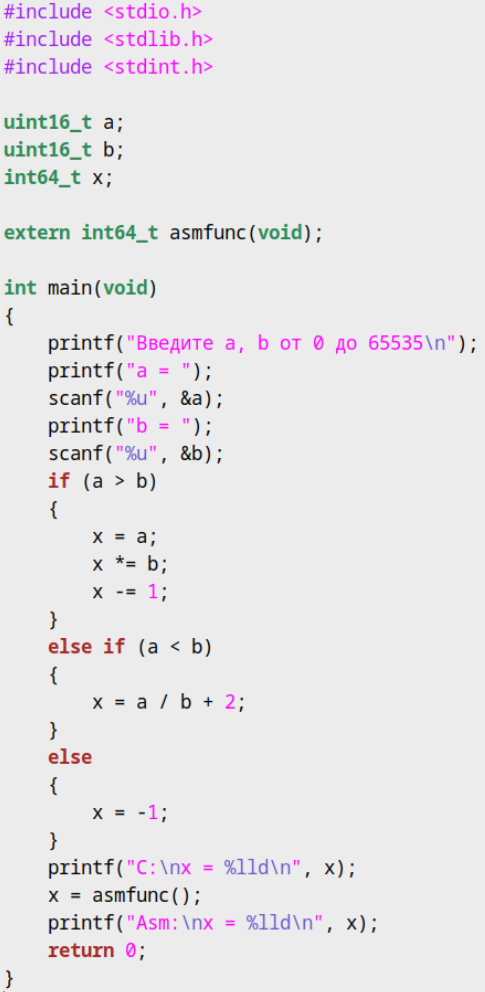 #include <stdio.h>
#include <stdlib.h>
#include <stdint.h>

uint16_t a;
uint16_t b;
int64_t x;

extern int64_t asmfunc(void);

int main(void)
{
    printf("Введите a, b от 0 до 65535\n");
    printf("a = ");
    scanf("%u", &a);
    printf("b = ");
    scanf("%u", &b);
    if (a > b)
    {
        x = a;
        x *= b;
        x -= 1;
    }
    else if (a < b)
    {
        x = a / b + 2;
    }
    else
    {
        x = -1;
    }
    printf("C:\nx = %lld\n", x);
    x = asmfunc();
    printf("Asm:\nx = %lld\n", x);
    return 0;
}